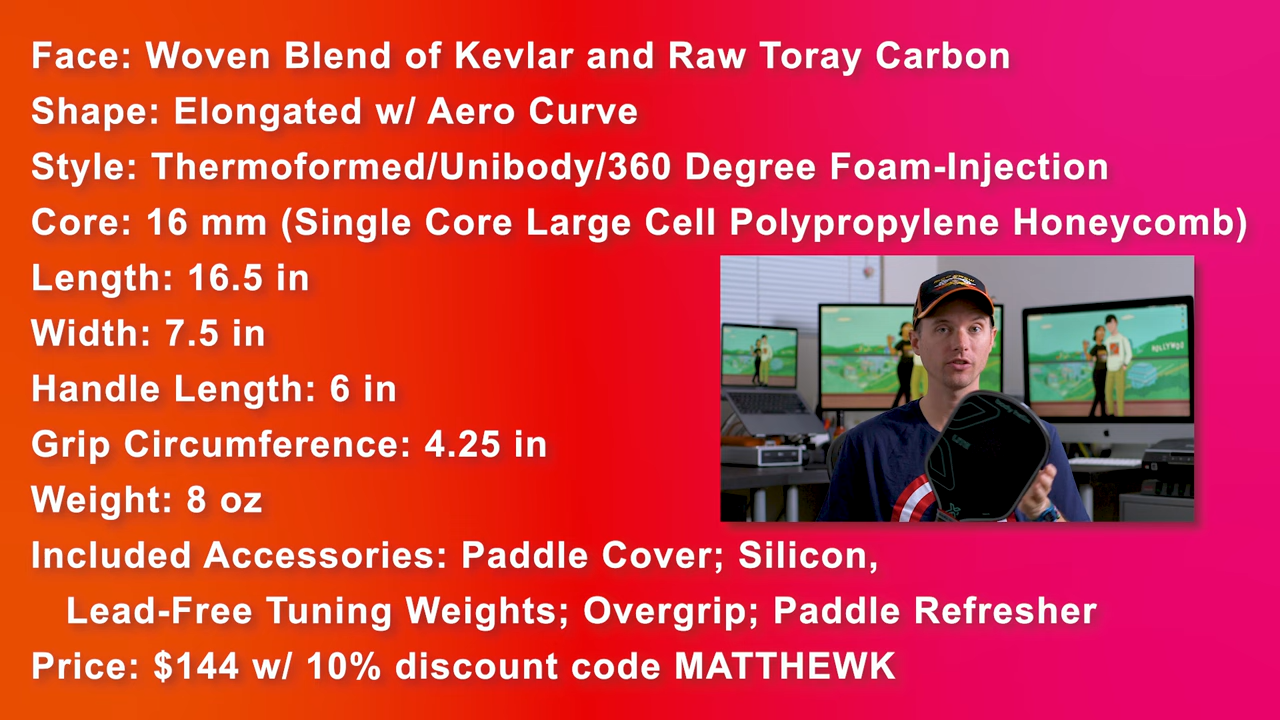 Face: Woven Blend of Kevlar and Raw Toray Carbon
Shape: Elongated w/ Aero Curve
Style: Thermoformed/Unibody/360 Degree Foam-Injection
Core: 16 mm (Single Core Large Cell Polypropylene Honeycomb)
Length: 16.5 in
Width: 7.5 in
Handle Length: 6 in
Grip Circumference: 4.25 in
Weight: 8 oz
HOLLYWOO
Included Accessories: Paddle Cover; Silicon,
Lead-Free Tuning Weights; Overgrip; Paddle Refresher
Price: $144 w/ 10% discount code MATTHEWK